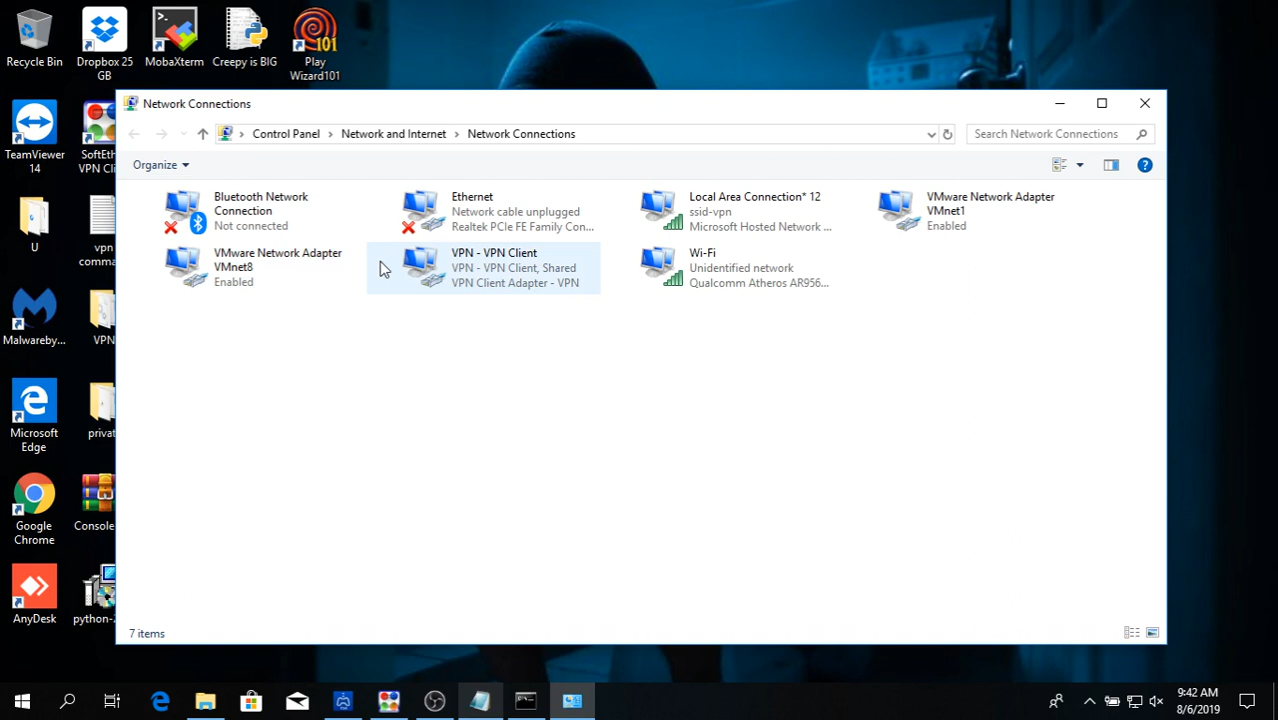 Recycle Bin
Dropbox 25
GB
MobaXterm
Creepy is BIG
Play
Wizard101
101
TeamViewer
14
SoftEth
VPN Cli
U
vpn
comma
Malwareby...
VPN
Microsoft
Edge
privat
Google
Chrome
Console
AnyDesk
python-2
Network Connections
Control Panel
Network and Internet
Network Connections
Search Network Connections
Organize
Bluetooth Network
Connection
Not connected
Ethernet
Network cable unplugged
Realtek PCIe FE Family Con...
Local Area Connection* 12
ssid-vpn
Microsoft Hosted Network ...
VMware Network Adapter
VMnet1
Enabled
VMware Network Adapter
VMnet8
Enabled
VPN - VPN Client
VPN - VPN Client, Shared
VPN Client Adapter - VPN
Wi-Fi
Unidentified network
Qualcomm Atheros AR956...
7 items
9:42 AM
8/6/2019